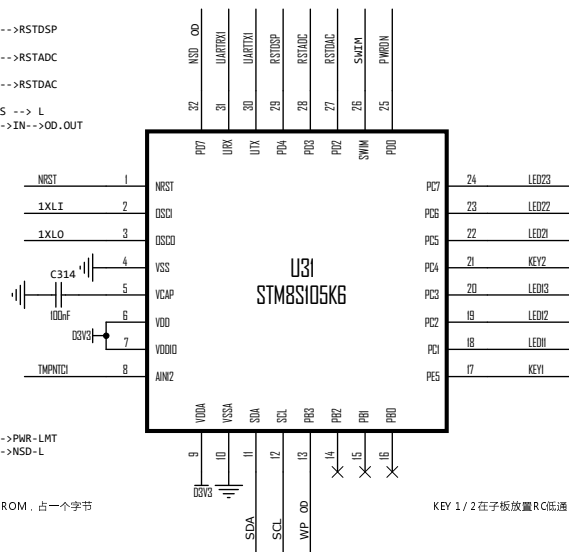 -->RSTDSP
-->RSTADC
-->RSTDAC
S --> L
->IN-->OD.OUT
NSD OD
UARTRX1
UARTTX1
RSTDSP
RSTADC
RSTDAC
SWIM
PWRDN
32
31
30
29
28
27
26
25
PD7
URX
UTX
PD4
PD3
PD2
SWIM
PD0
NRST 1 NRST
1XLI 2 OSCI
1XLO 3 OSCO
4 VSS
C314
100nF
5 VCAP
6 VDD
D3V3
7 VDDIO
TMPNTC1 8 AIN12
U31
STM8S105K6
PC7 24 LED23
PC6 23 LED22
PC5 22 LED21
PC4 21 KEY2
PC3 20 LED13
PC2 19 LED12
PC1 18 LED11
PE5 17 KEY1
VDDA
VSSA
SDA
SCL
PB3
PB2
PB1
PB0
9
10
11
12
13
14
15
16
D3V3
SDA
SCL
WP OD
->PWR-LMT
->NSD-L
ROM，占一个字节
KEY 1/2在子板放置RC低通